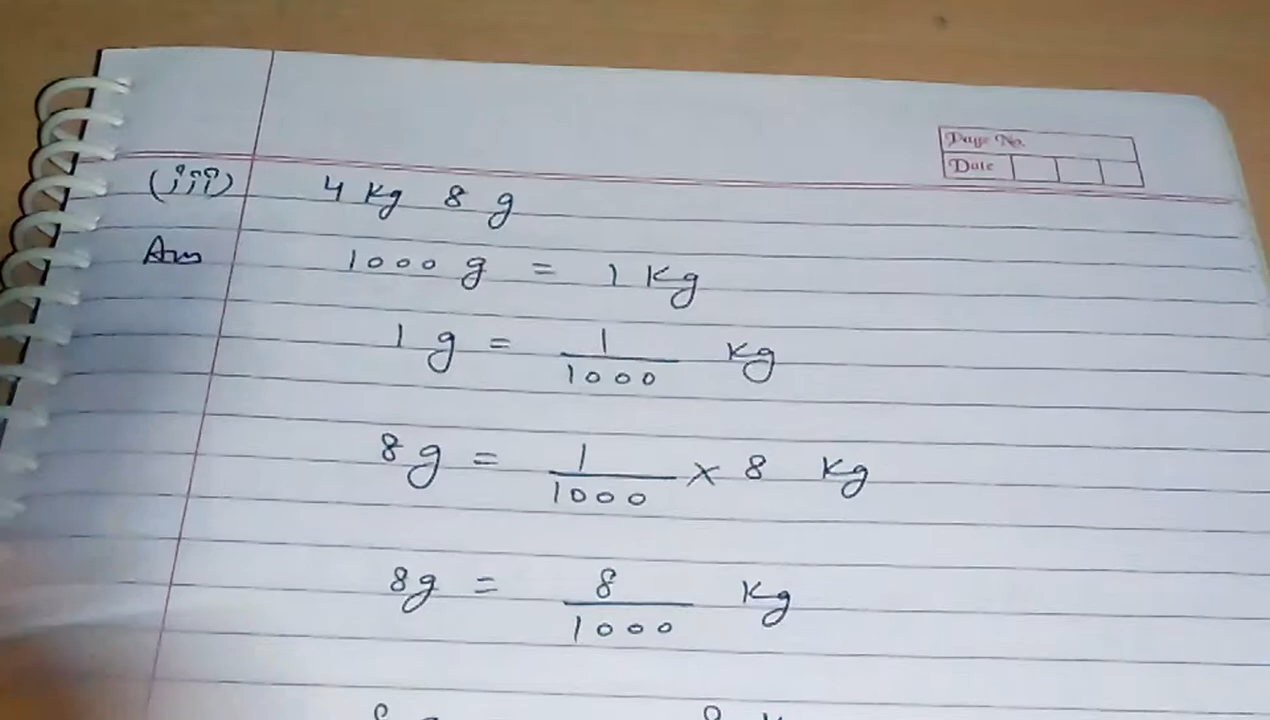 Page No.
Date
(iii) 4 kg 8 g
Ans 1000 g = 1 kg
1 g = 1/1000 kg
8 g = 1/1000 × 8 kg
8g = 8/1000 kg